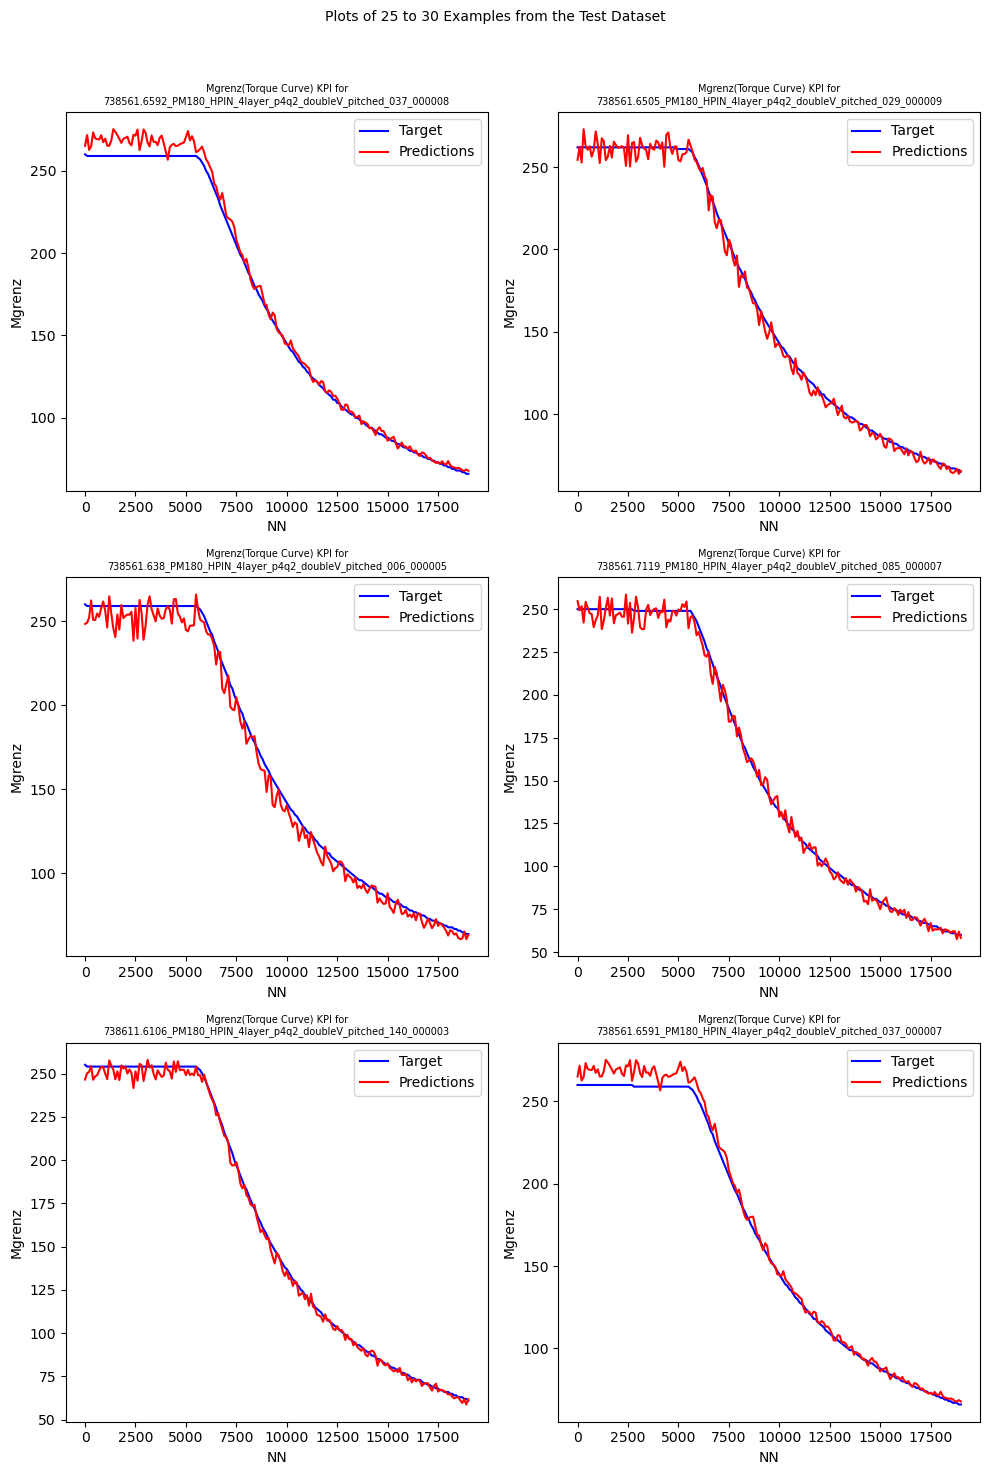 Plots of 25 to 30 Examples from the Test Dataset
Mgrenz(Torque Curve) KPI for
738561.6592_PM180_HPIN_4layer_p4q2_doubleV_pitched_037_000008
Target
Predictions
250
200
150
100
Mgrenz
0 2500 5000 7500 10000 12500 15000 17500
NN
Mgrenz(Torque Curve) KPI for
738561.6505_PM180_HPIN_4layer_p4q2_doubleV_pitched_029_000009
Target
Predictions
250
200
150
100
Mgrenz
0 2500 5000 7500 10000 12500 15000 17500
NN
Mgrenz(Torque Curve) KPI for
738561.638_PM180_HPIN_4layer_p4q2_doubleV_pitched_006_000005
Target
Predictions
250
200
150
100
Mgrenz
0 2500 5000 7500 10000 12500 15000 17500
NN
Mgrenz(Torque Curve) KPI for
738561.7119_PM180_HPIN_4layer_p4q2_doubleV_pitched_085_000007
Target
Predictions
250
225
200
175
150
125
100
75
50
Mgrenz
0 2500 5000 7500 10000 12500 15000 17500
NN
Mgrenz(Torque Curve) KPI for
738611.6106_PM180_HPIN_4layer_p4q2_doubleV_pitched_140_000003
Target
Predictions
250
225
200
175
150
125
100
75
50
Mgrenz
0 2500 5000 7500 10000 12500 15000 17500
NN
Mgrenz(Torque Curve) KPI for
738561.6591_PM180_HPIN_4layer_p4q2_doubleV_pitched_037_000007
Target
Predictions
250
200
150
100
Mgrenz
0 2500 5000 7500 10000 12500 15000 17500
NN